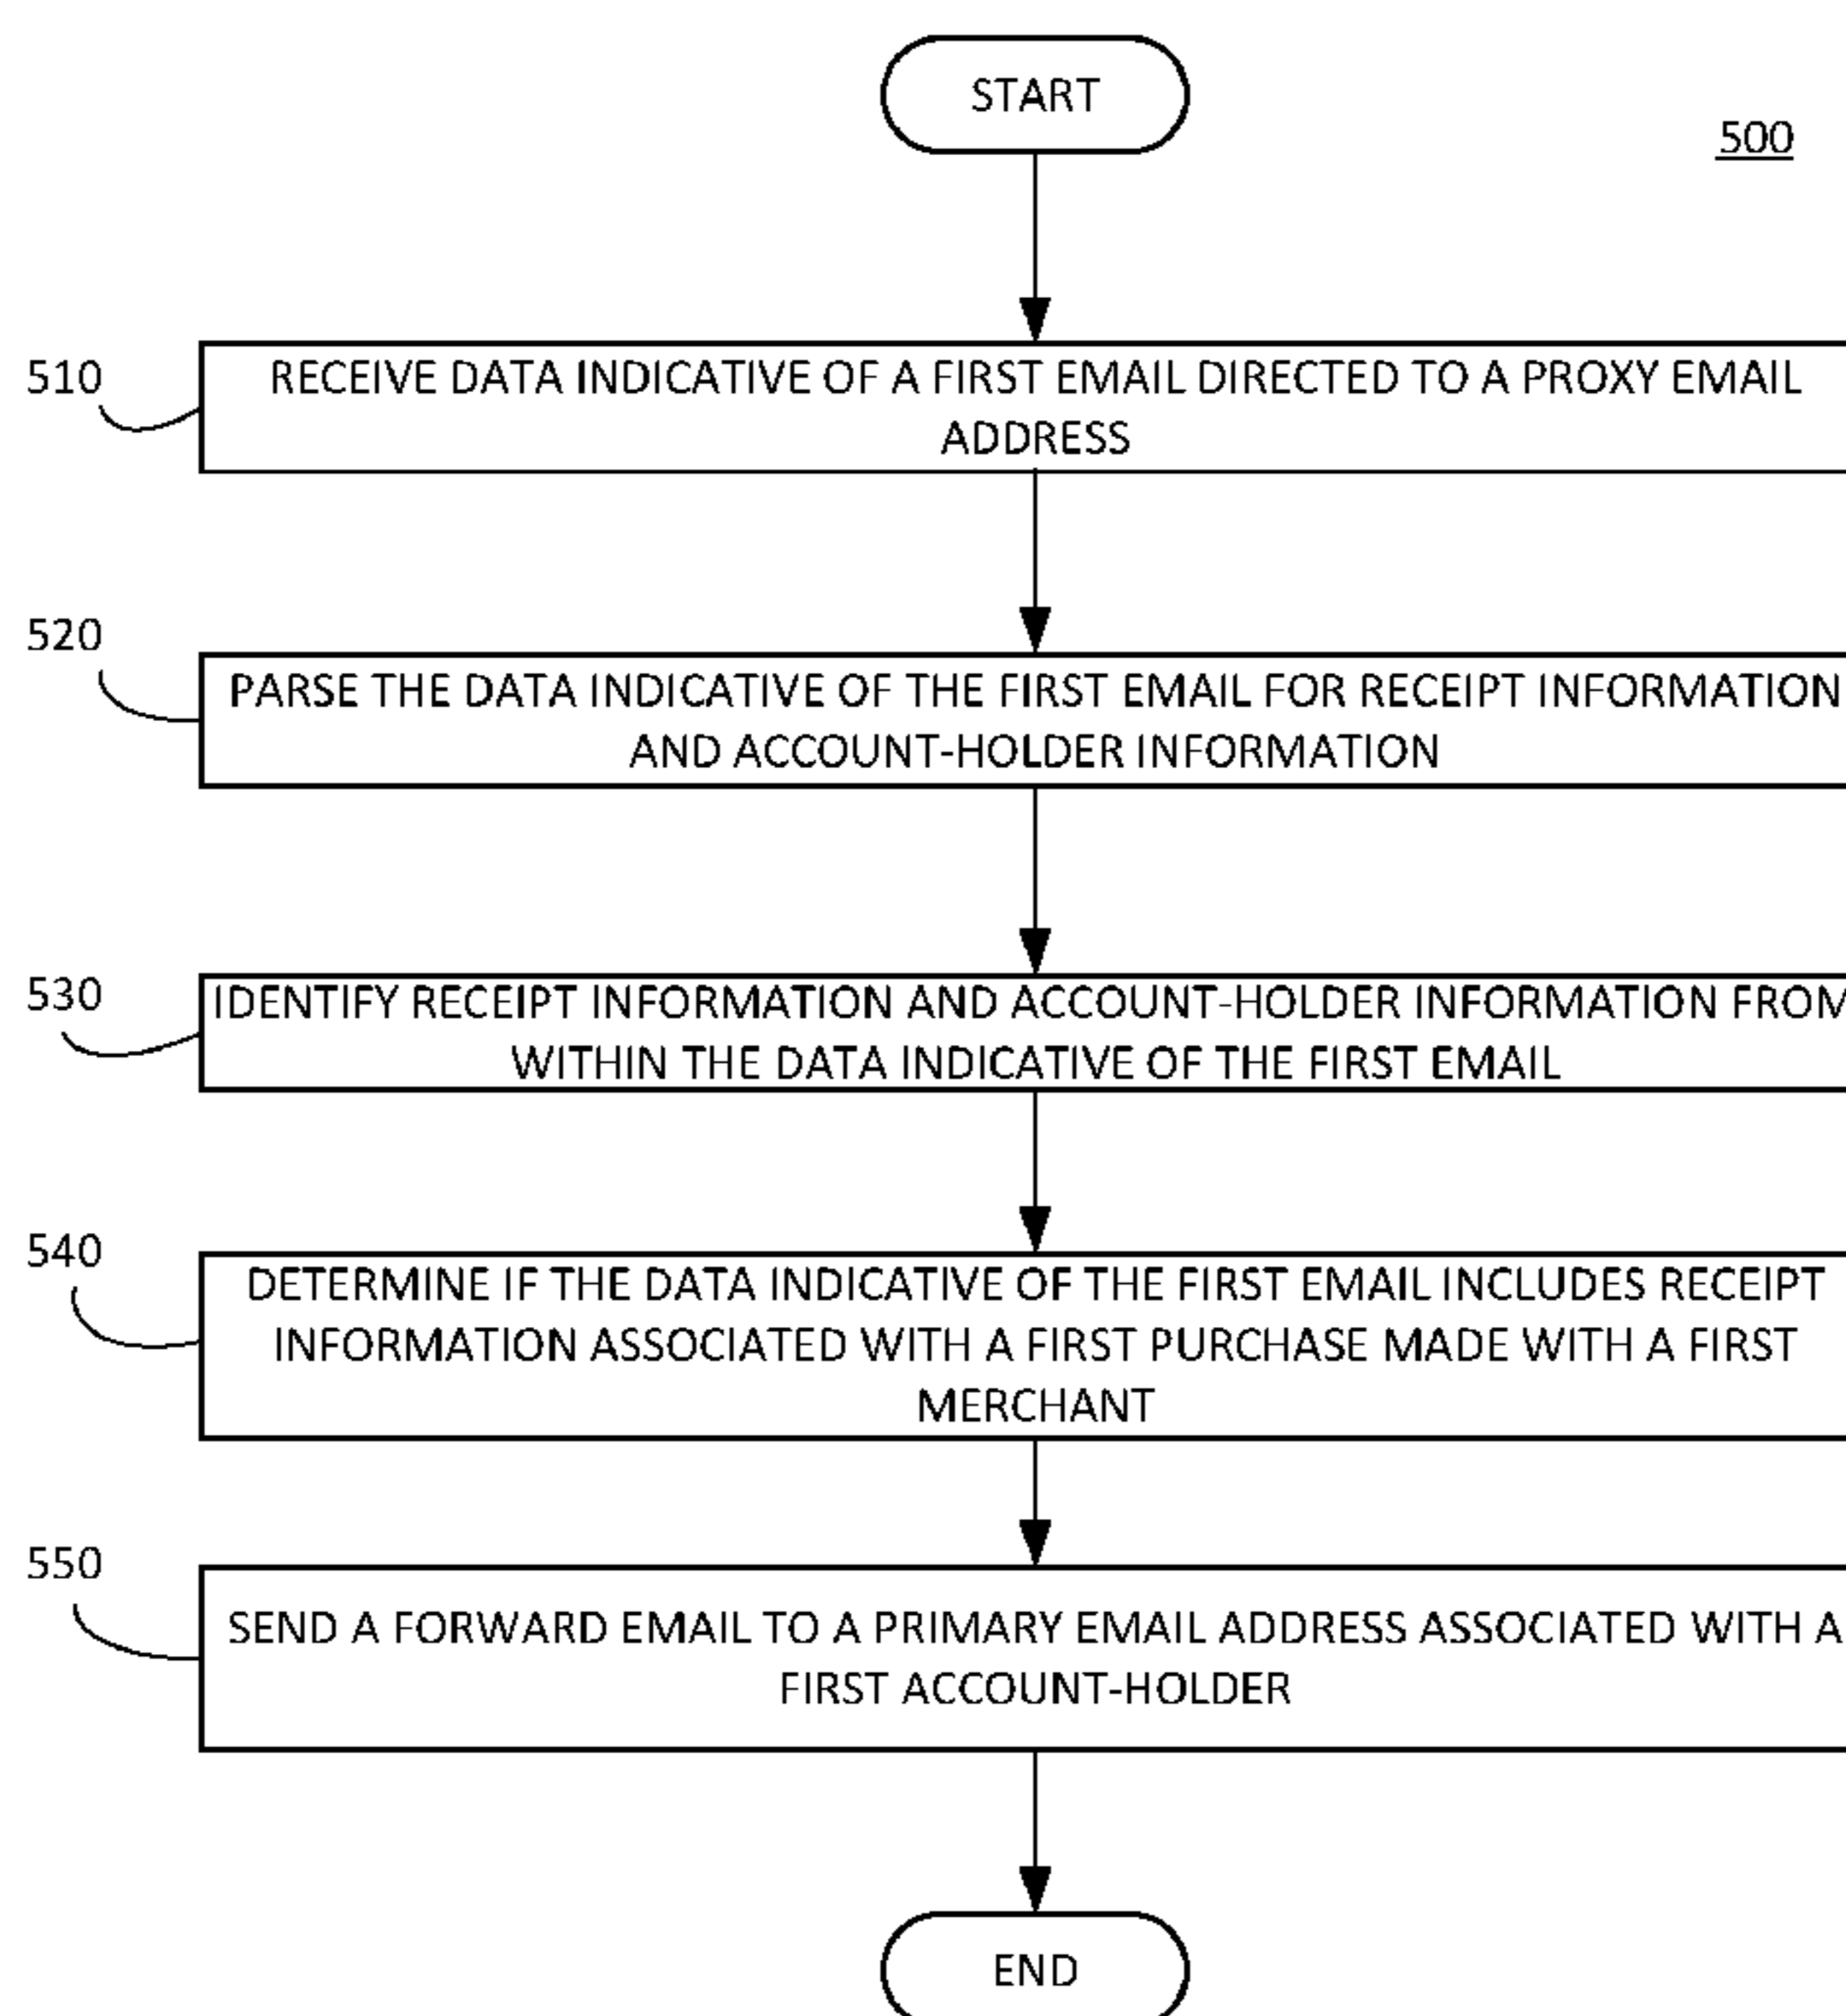 START
500
510
RECEIVE DATA INDICATIVE OF A FIRST EMAIL DIRECTED TO A PROXY EMAIL
ADDRESS
520
PARSE THE DATA INDICATIVE OF THE FIRST EMAIL FOR RECEIPT INFORMATION
AND ACCOUNT-HOLDER INFORMATION
530
IDENTIFY RECEIPT INFORMATION AND ACCOUNT-HOLDER INFORMATION FROM
WITHIN THE DATA INDICATIVE OF THE FIRST EMAIL
540
DETERMINE IF THE DATA INDICATIVE OF THE FIRST EMAIL INCLUDES RECEIPT
INFORMATION ASSOCIATED WITH A FIRST PURCHASE MADE WITH A FIRST
MERCHANT
550
SEND A FORWARD EMAIL TO A PRIMARY EMAIL ADDRESS ASSOCIATED WITH A
FIRST ACCOUNT-HOLDER
END